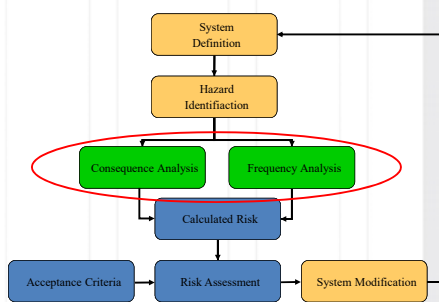 System
Definition
Hazard
Identifiaction
Consequence Analysis
Frequency Analysis
Calculated Risk
Acceptance Criteria
Risk Assessment
System Modification